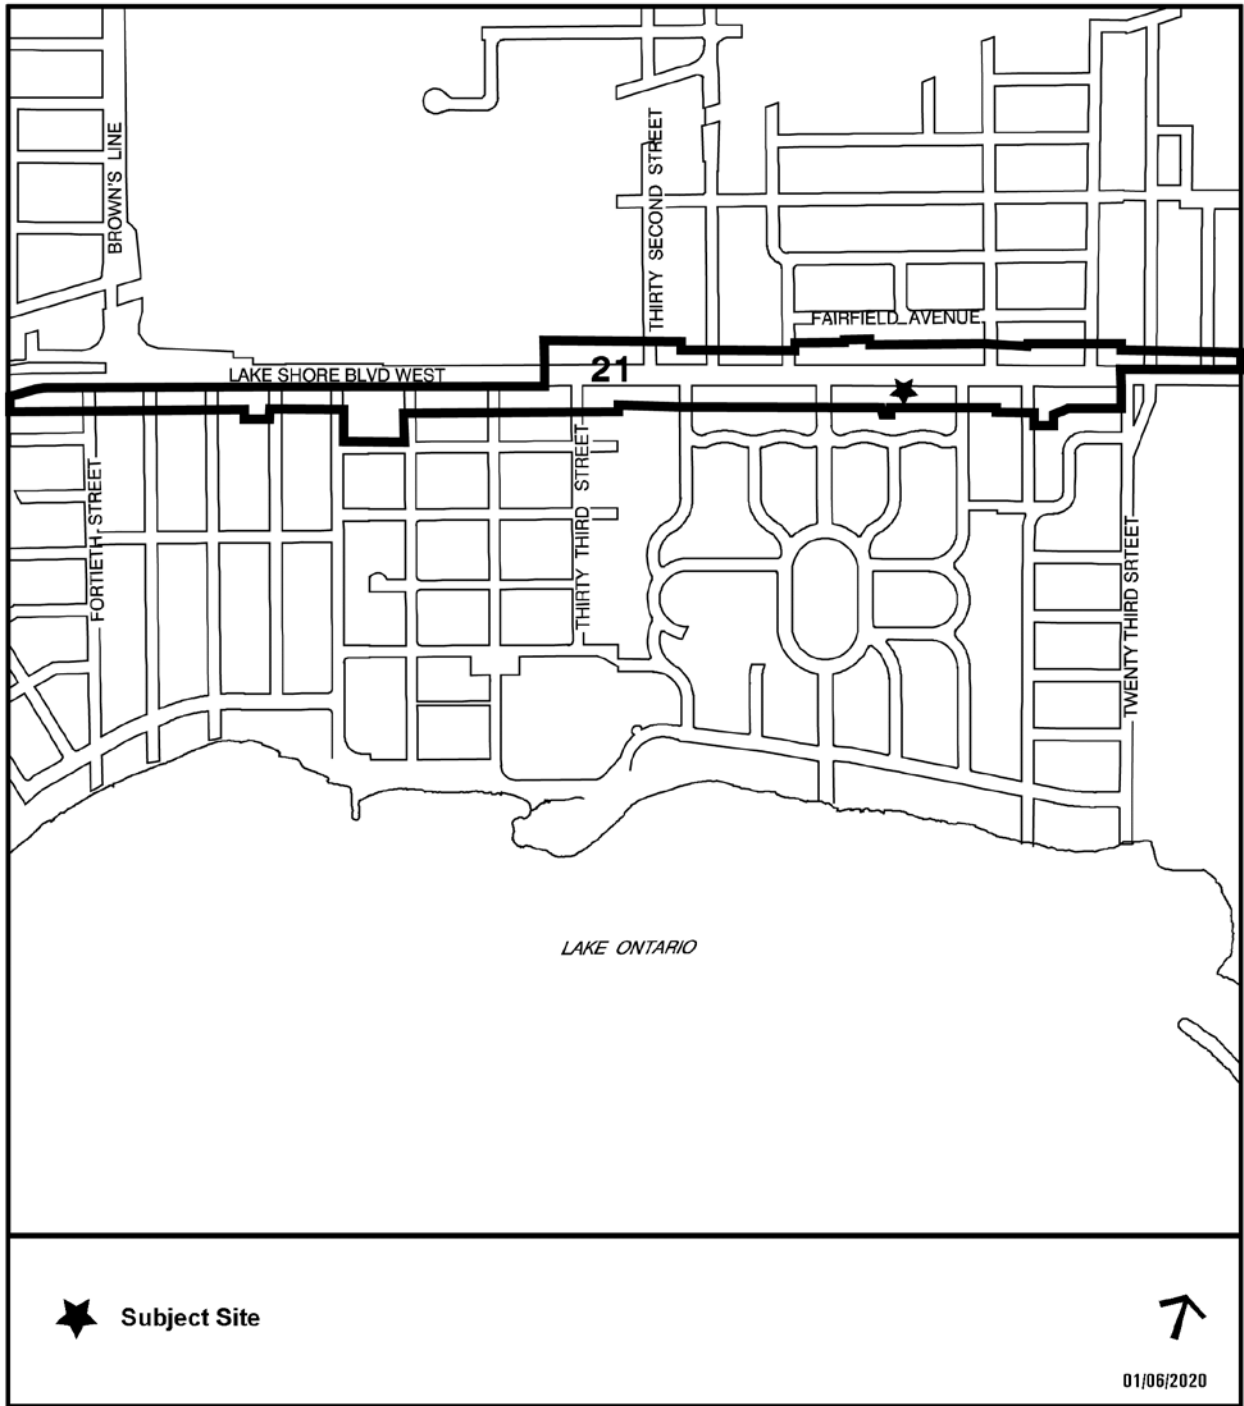 BROWN'S LINE
THIRTY SECOND STREET
FAIRFIELD AVENUE
21
LAKE SHORE BLVD WEST
FORTIETH STREET
THIRTY THIRD STREET
TWENTY THIRD SRTEET
LAKE ONTARIO
Subject Site
01/06/2020